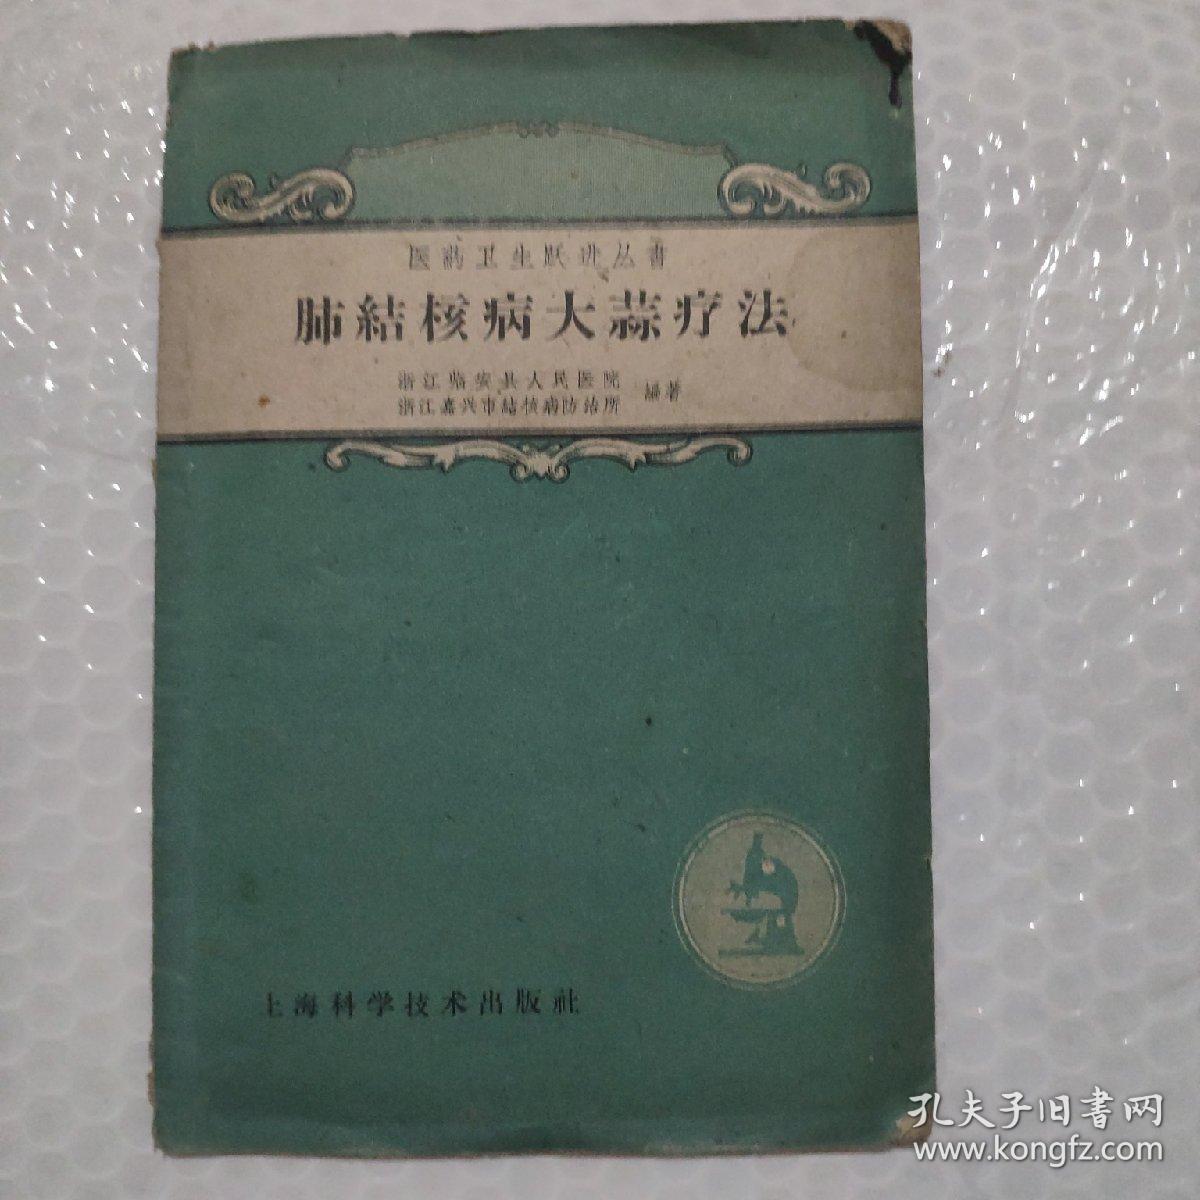 医药卫生跃进丛書
肺結核病大蒜疗法
浙江临安县人民医院
浙江嘉兴市結核病防治所
編著
上海科学技术出版社
孔夫子旧書网
www.kongfz.com